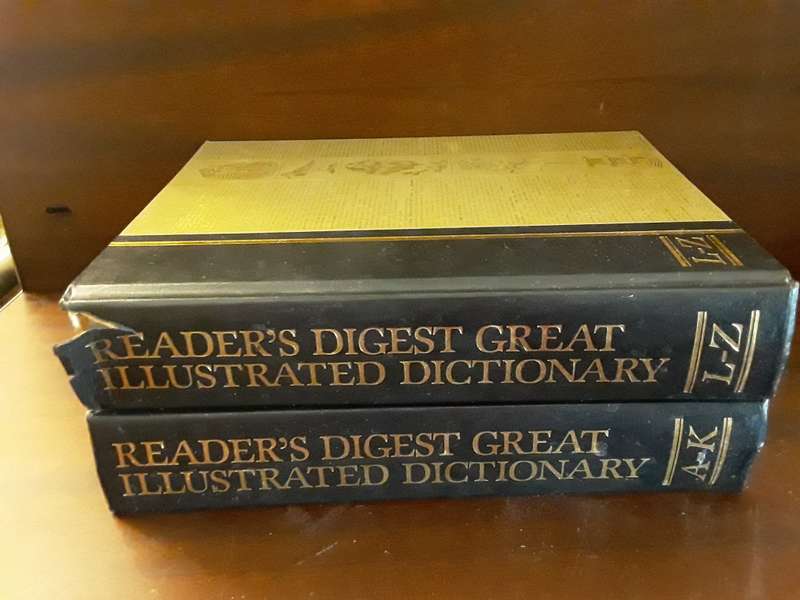 L-Z
READER'S DIGEST GREAT
ILLUSTRATED DICTIONARY
L-Z
READER'S DIGEST GREAT
ILLUSTRATED DICTIONARY
A-K